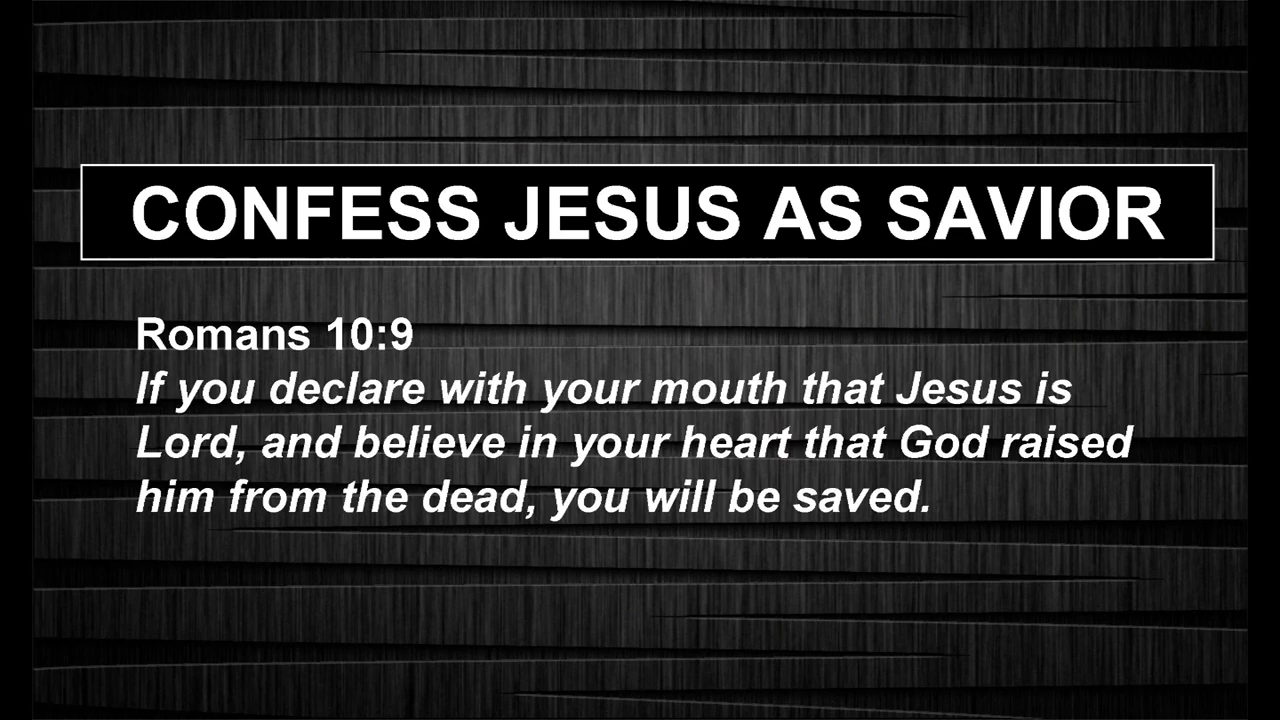 CONFESS JESUS AS SAVIOR
Romans 10:9
If you declare with your mouth that Jesus is
Lord, and believe in your heart that God raised
him from the dead, you will be saved.